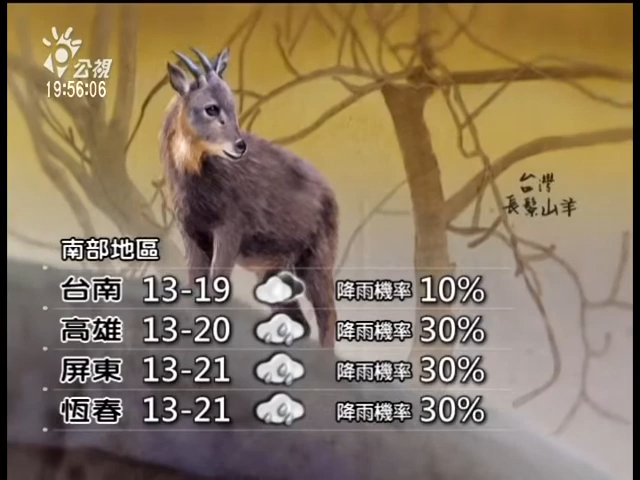 公視
19:56:06
台灣
長鬃山羊
南部地區
台南 13-19 降雨機率 10%
高雄 13-20 降雨機率 30%
屏東 13-21 降雨機率 30%
恆春 13-21 降雨機率 30%